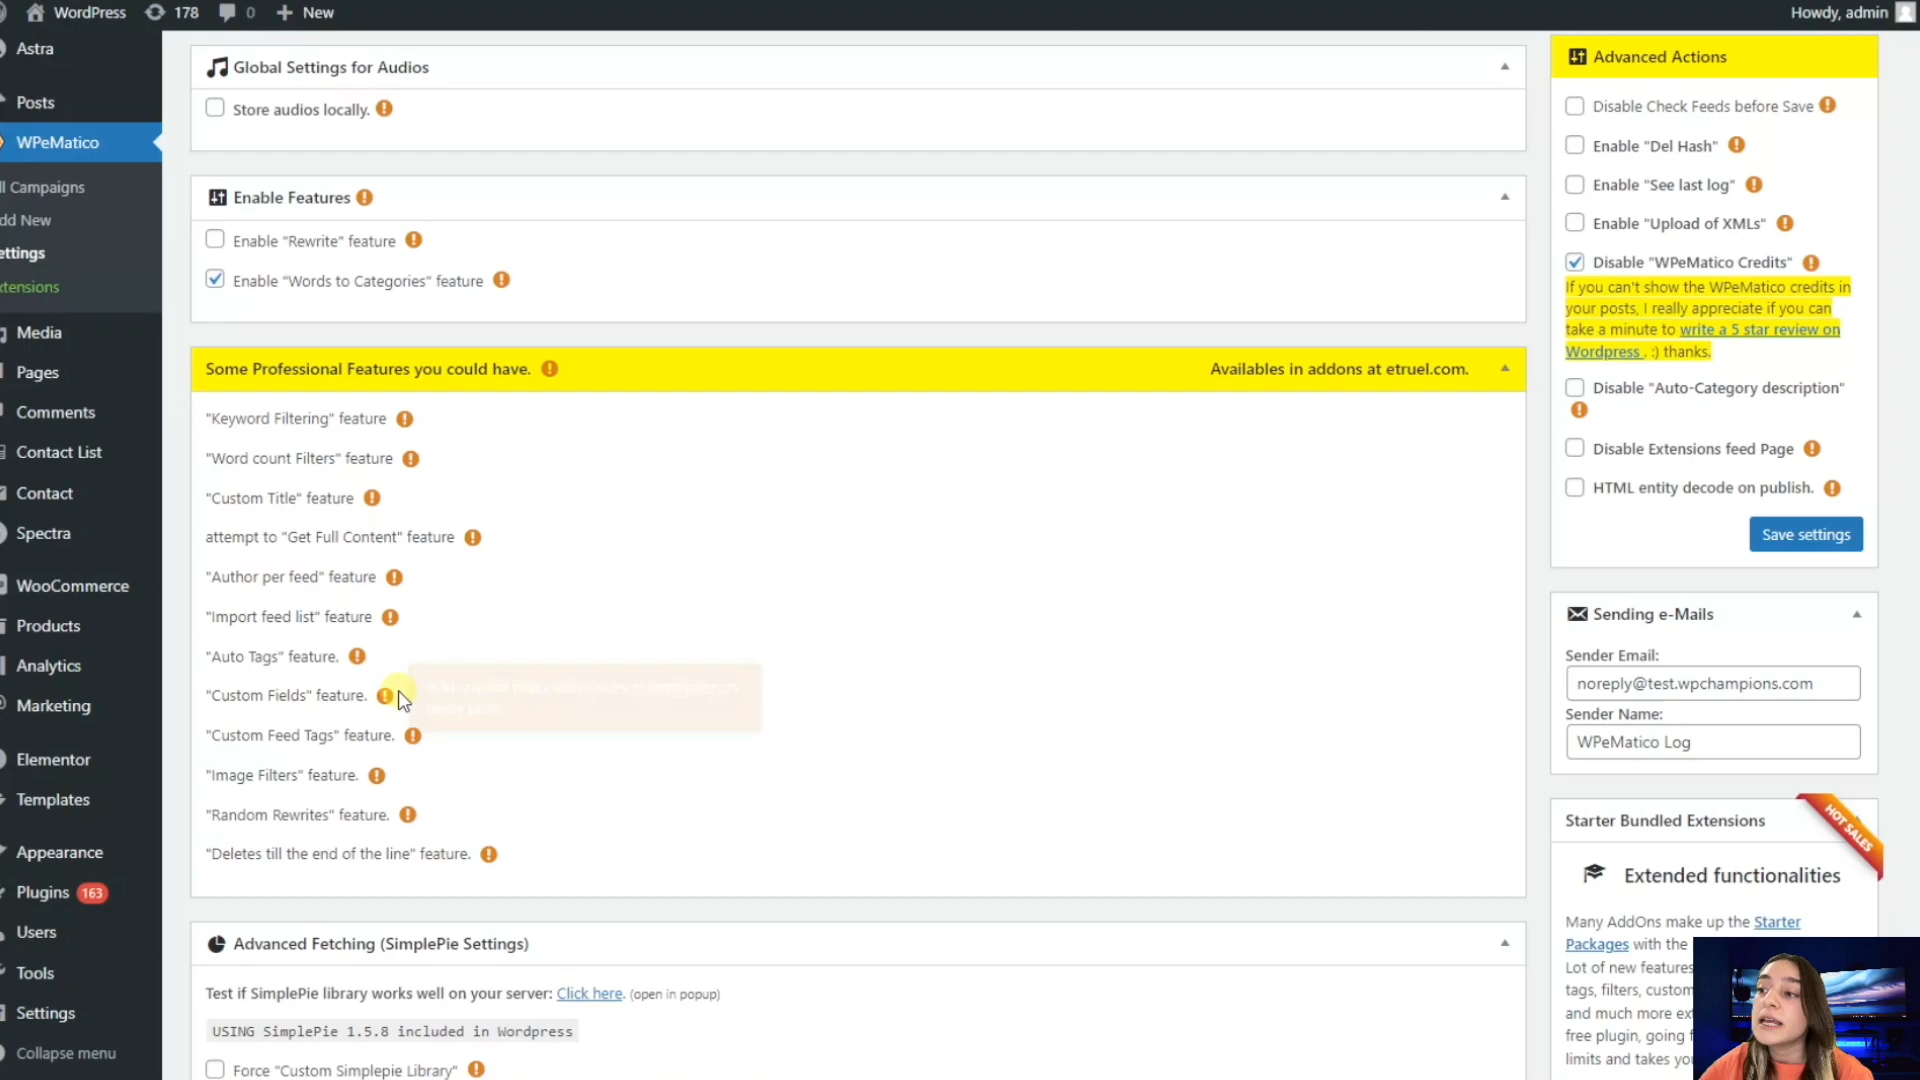 WordPress
178
0
New
Howdy, admin
Astra
Posts
WPeMatico
ll Campaigns
dd New
ettings
xtensions
Media
Pages
Comments
Contact List
Contact
Spectra
WooCommerce
Products
Analytics
Marketing
Elementor
Templates
Appearance
Plugins 163
Users
Tools
Settings
Collapse menu
Global Settings for Audios
Store audios locally.
Enable Features
Enable "Rewrite" feature
Enable "Words to Categories" feature
Some Professional Features you could have.
Availables in addons at etruel.com.
"Keyword Filtering" feature
"Word count Filters" feature
"Custom Title" feature
attempt to "Get Full Content" feature
"Author per feed" feature
"Import feed list" feature
"Auto Tags" feature.
"Custom Fields" feature.
"Custom Feed Tags" feature.
"Image Filters" feature.
"Random Rewrites" feature.
"Deletes till the end of the line" feature.
Advanced Fetching (SimplePie Settings)
Test if SimplePie library works well on your server: Click here. (open in popup)
USING SimplePie 1.5.8 included in Wordpress
Force "Custom Simplepie Library"
Advanced Actions
Disable Check Feeds before Save
Enable "Del Hash"
Enable "See last log"
Enable "Upload of XMLs"
Disable "WPeMatico Credits"
If you can't show the WPeMatico credits in
your posts, I really appreciate if you can
take a minute to write a 5 star review on
Wordpress . :) thanks.
Disable "Auto-Category description"
Disable Extensions feed Page
HTML entity decode on publish.
Save settings
Sending e-Mails
Sender Email:
noreply@test.wpchampions.com
Sender Name:
WPeMatico Log
Starter Bundled Extensions
HOT SALES
Extended functionalities
Many AddOns make up the Starter
Packages with the
Lot of new features
tags, filters, custom
and much more ex
free plugin, going f
limits and takes yo